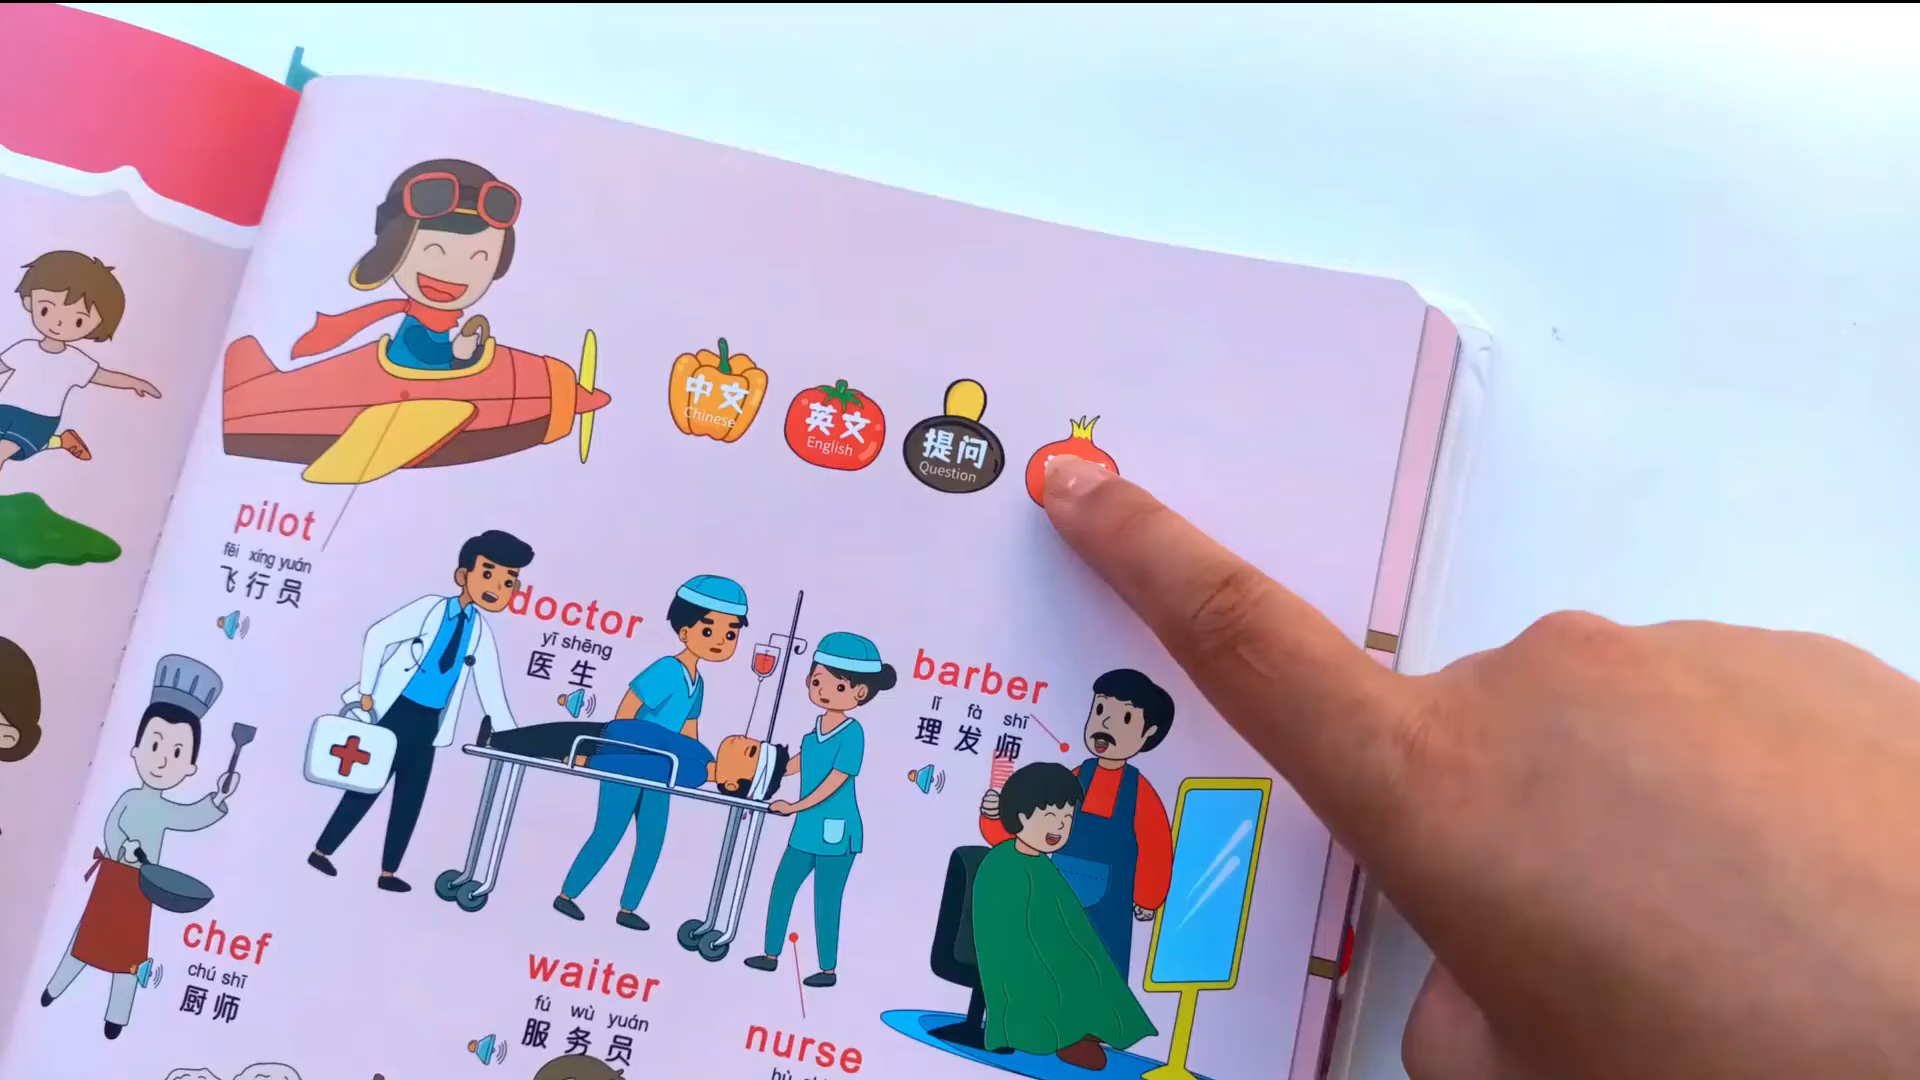 中文
Chinese
英文
English
提问
Question
pilot
fēi xíng yuán
飞行员
doctor
yī shēng
医生
barber
lǐ fà shī
理发师
chef
chú shī
厨师
waiter
fú wù yuán
服务员
nurse
hù